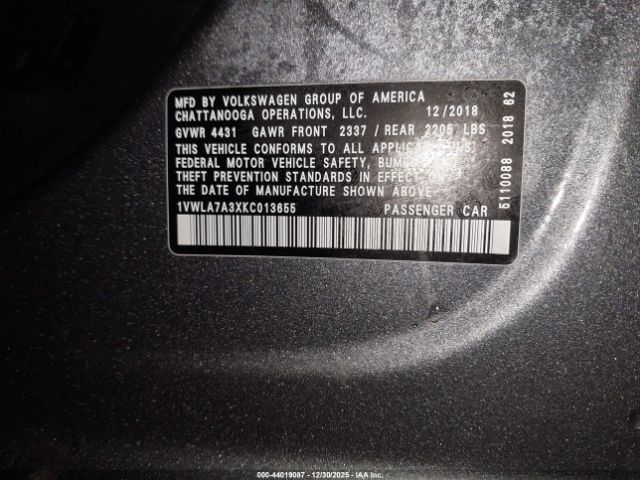 MFD BY VOLKSWAGEN GROUP OF AMERICA
CHATTANOOGA OPERATIONS, LLC. 12/2018
GVWR 4431 GAWR FRONT 2337 / REAR 2205 LBS
THIS VEHICLE CONFORMS TO ALL U.S.
FEDERAL MOTOR VEHICLE SAFETY,
THEFT PREVENTION STANDARDS IN EFFECT
THE DATE OF MANUFACTURE SHOWN ABOVE.
1VWLA7A3XKC013655 PASSENGER CAR
5110088 2018 62
000-44019087 - 12/30/2025 - IAA Inc.